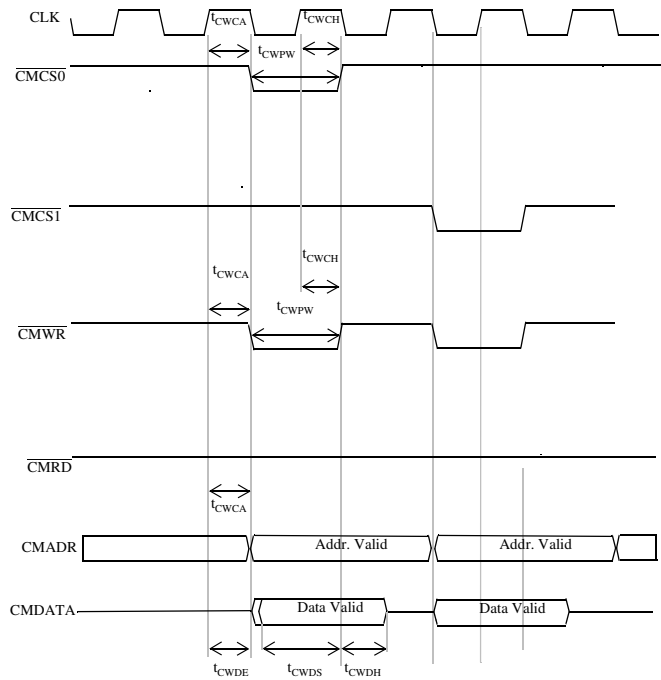 CLK
tCWCA
tCWCH
tCWPW
CMCS0
CMCS1
tCWCH
tCWCA
tCWPW
CMWR
CMRD
tCWCA
CMADR
Addr. Valid
Addr. Valid
CMDATA
Data Valid
Data Valid
tCWDE
tCWDS
tCWDH